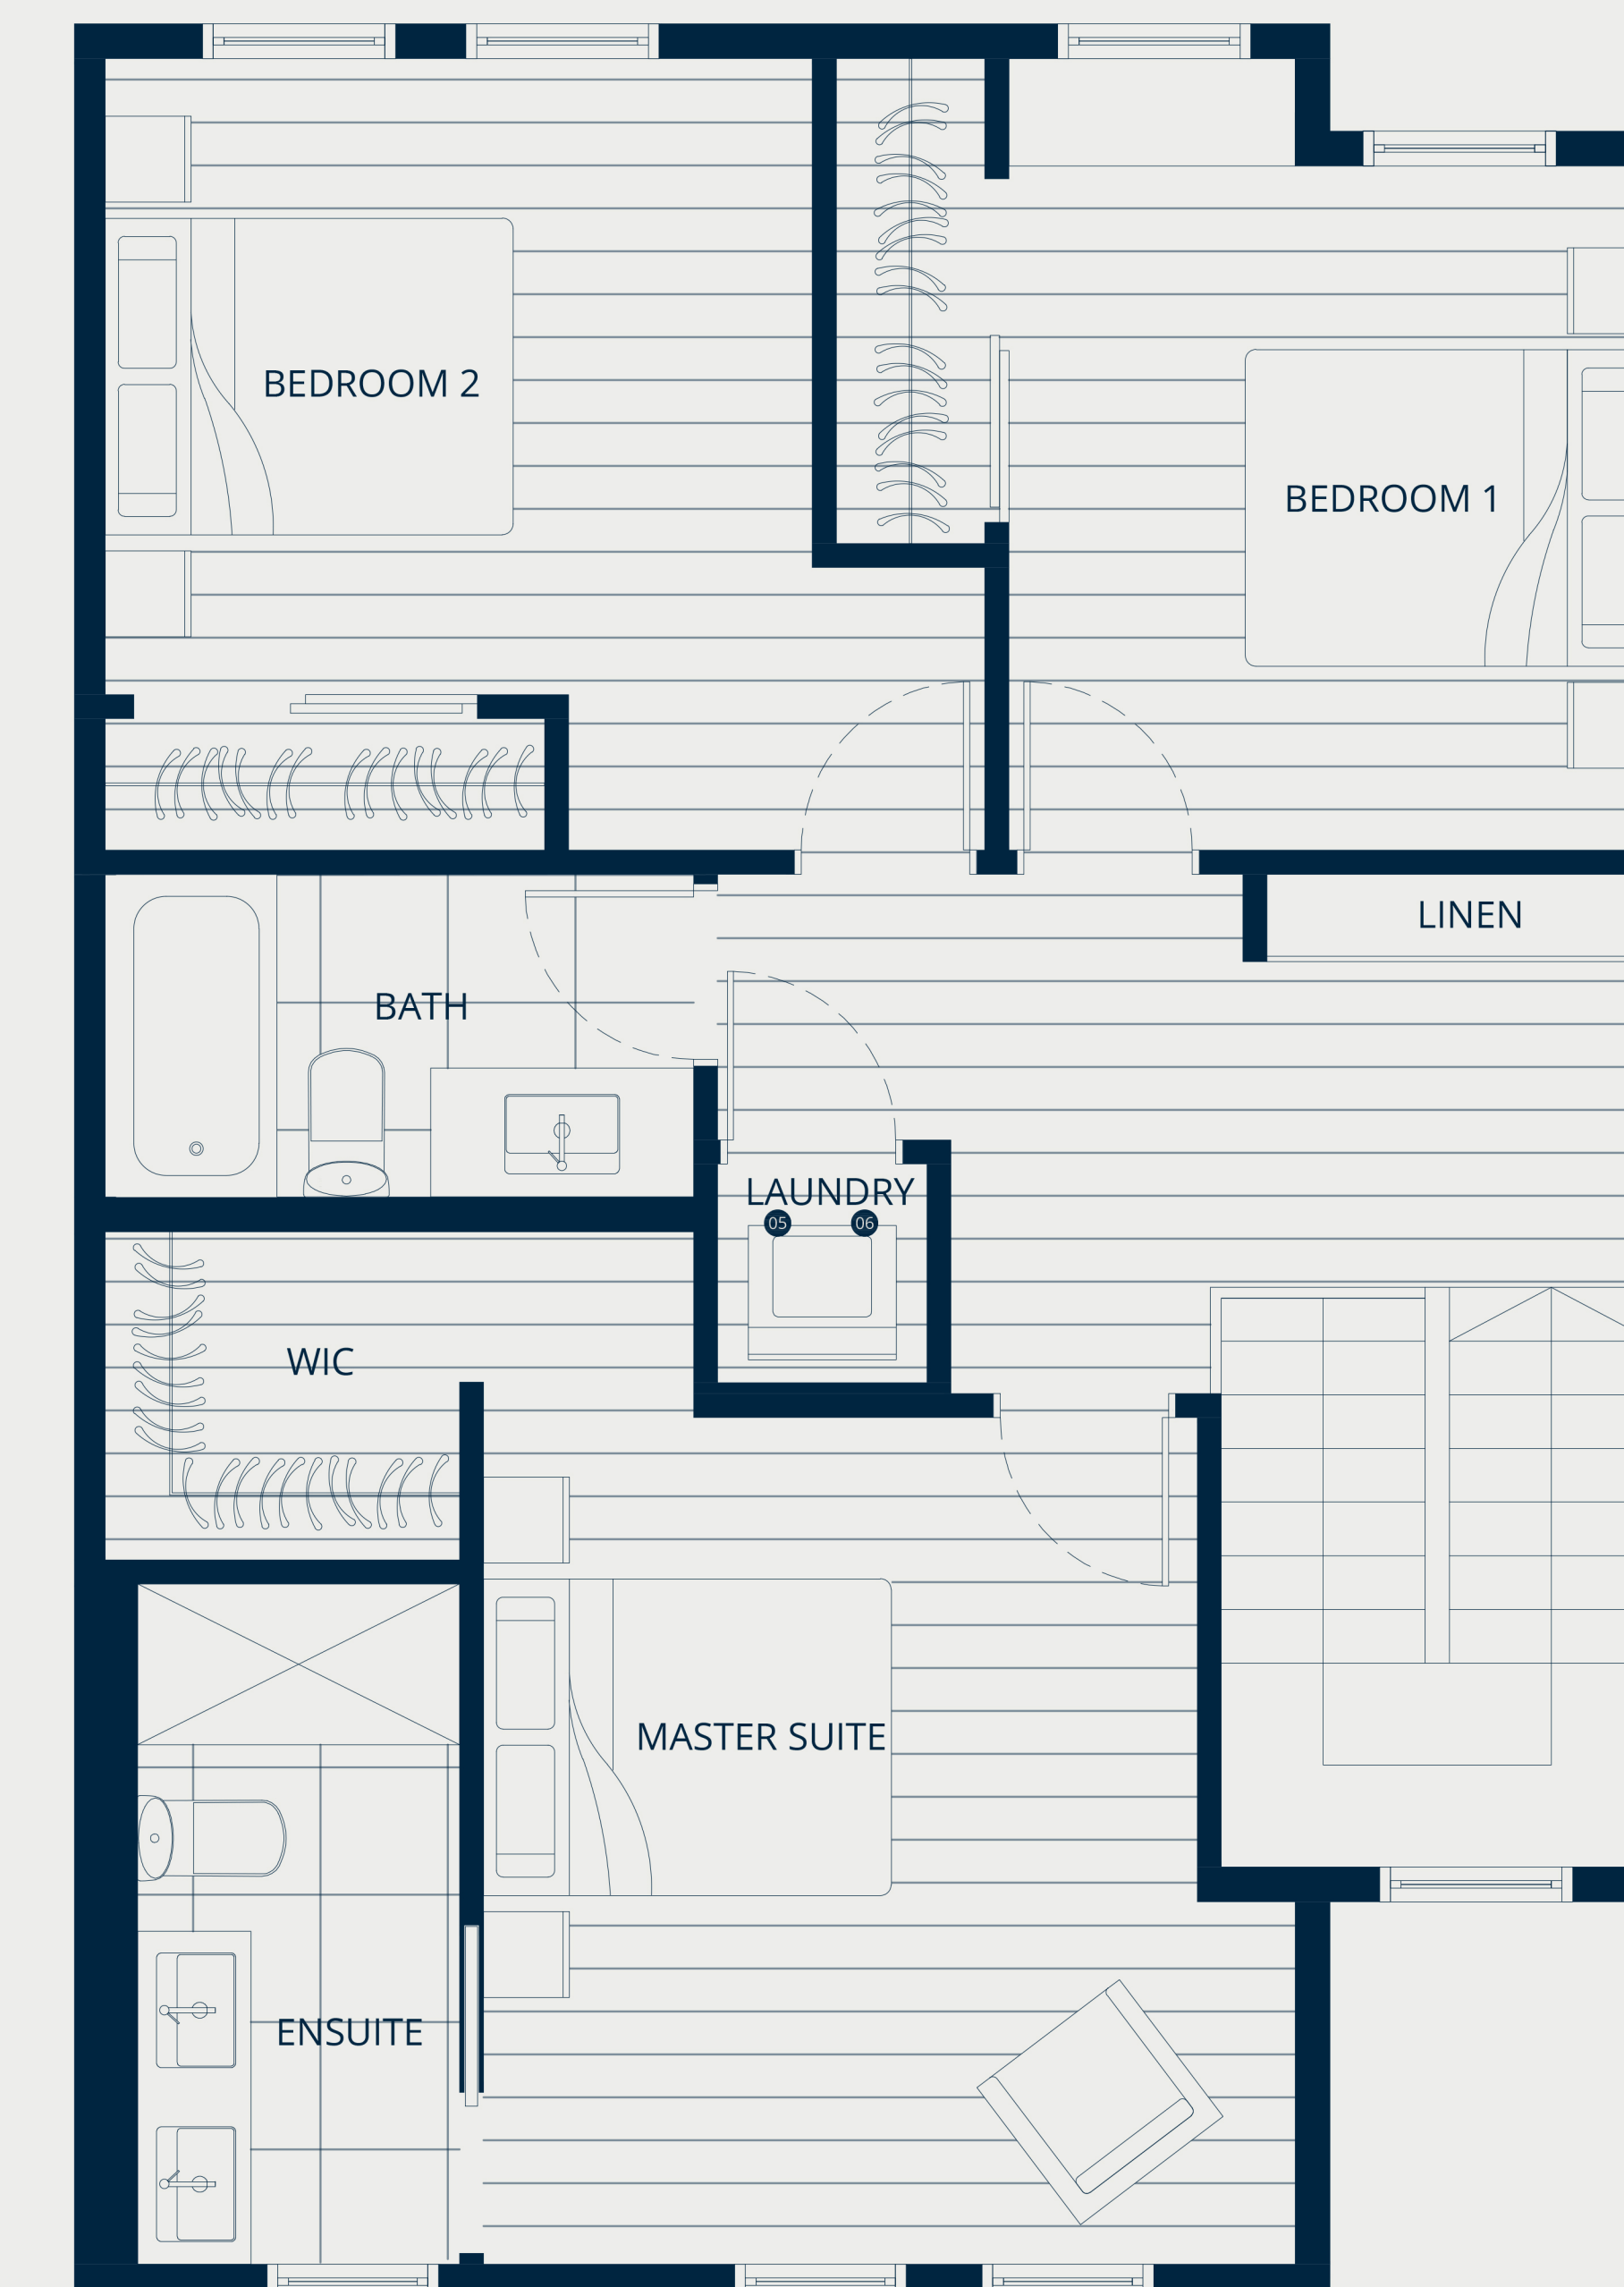 BEDROOM 2
BEDROOM 1
LINEN
BATH
LAUNDRY
05 06
WIC
MASTER SUITE
ENSUITE